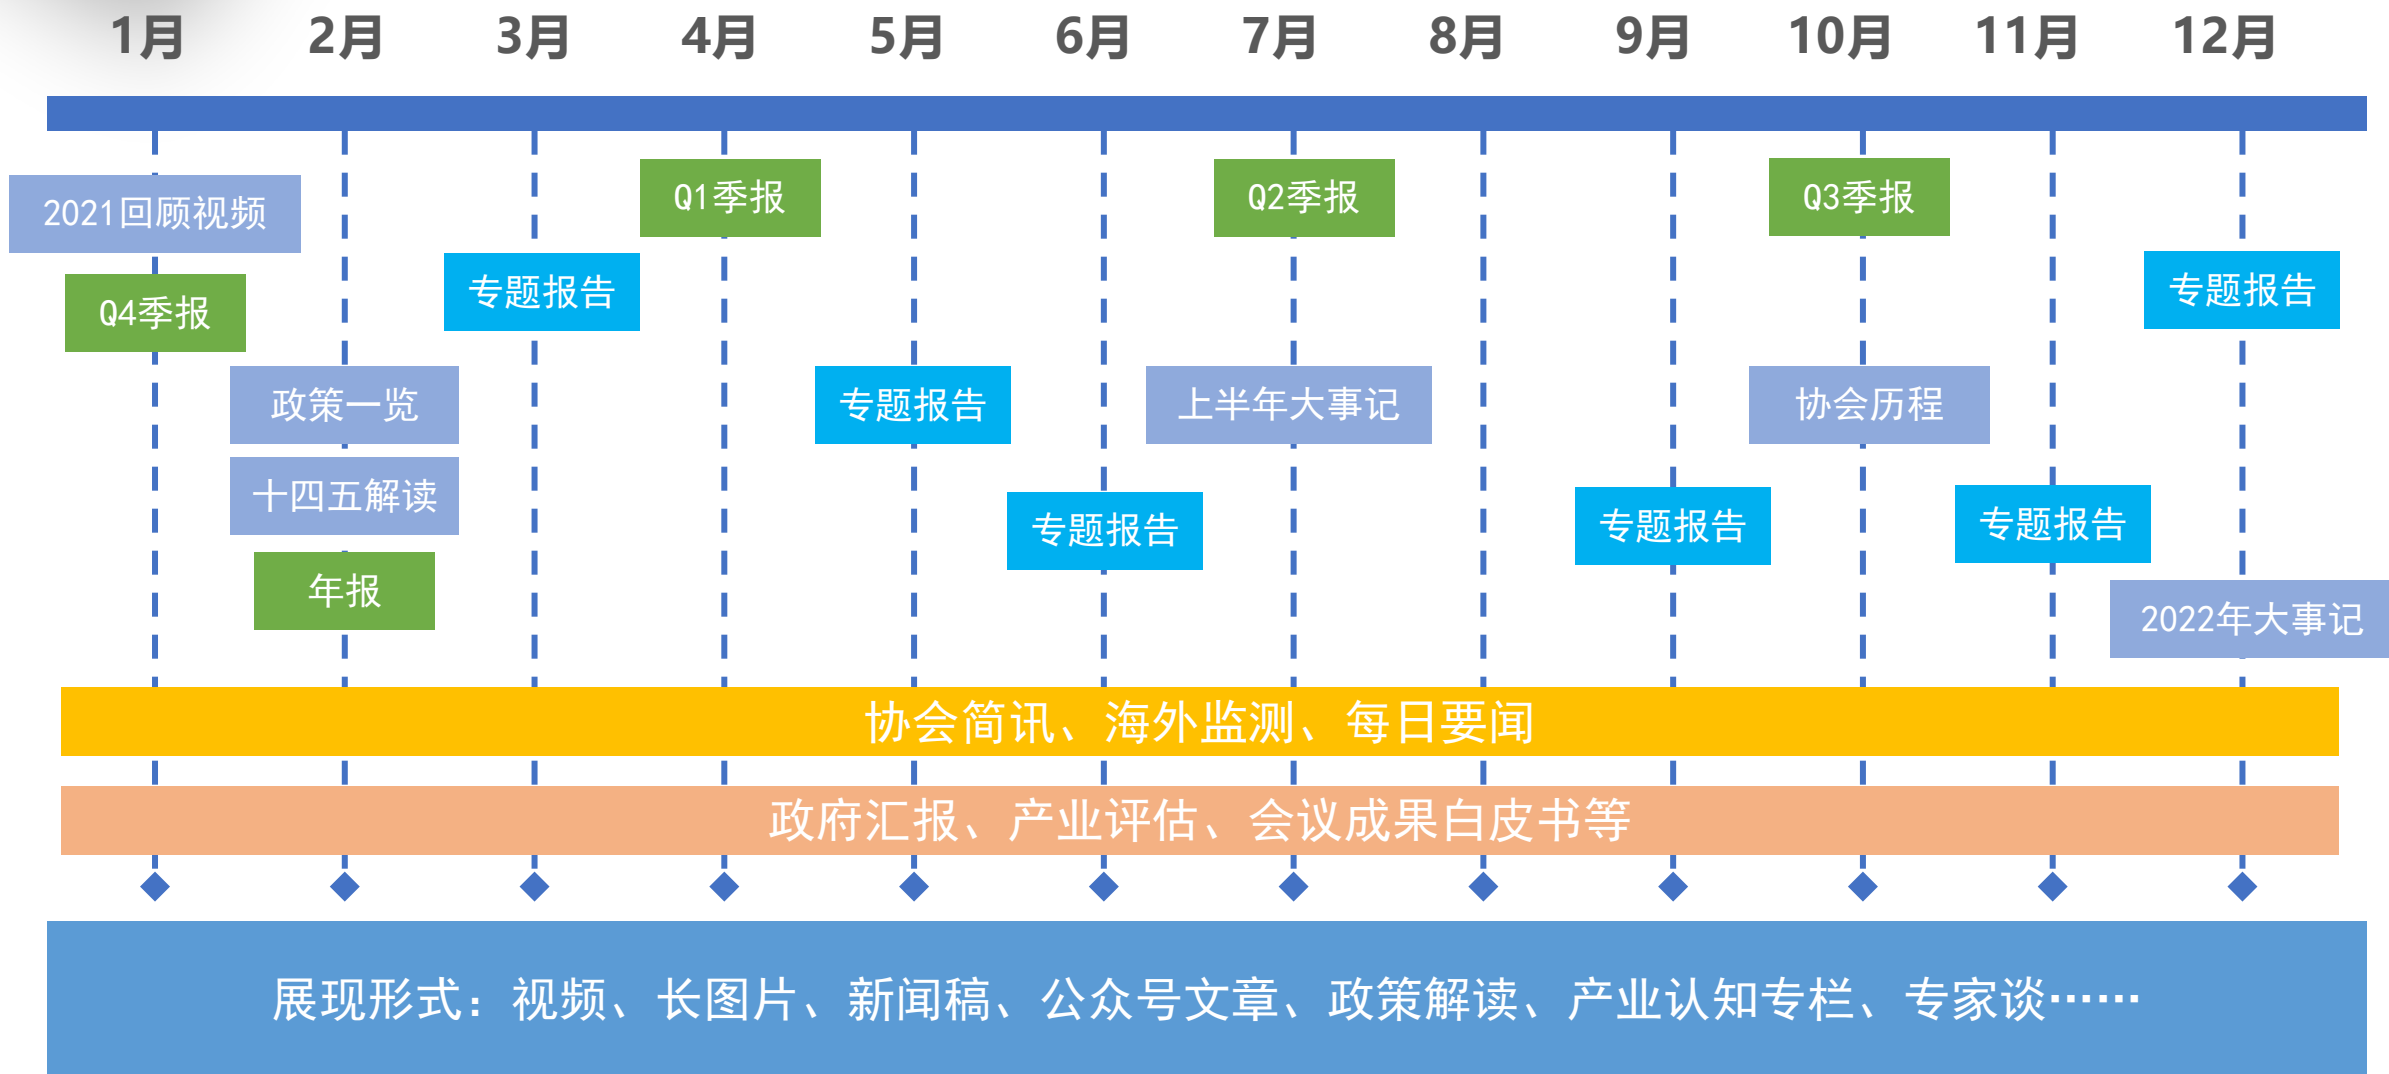 1月 2月 3月 4月 5月 6月 7月 8月 9月 10月 11月 12月
2021回顾视频
Q4季报
政策一览
十四五解读
年报
专题报告
Q1季报
专题报告
专题报告
Q2季报
上半年大事记
专题报告
Q3季报
协会历程
专题报告
专题报告
2022年大事记
协会简讯、海外监测、每日要闻
政府汇报、产业评估、会议成果白皮书等
展现形式：视频、长图片、新闻稿、公众号文章、政策解读、产业认知专栏、专家谈……